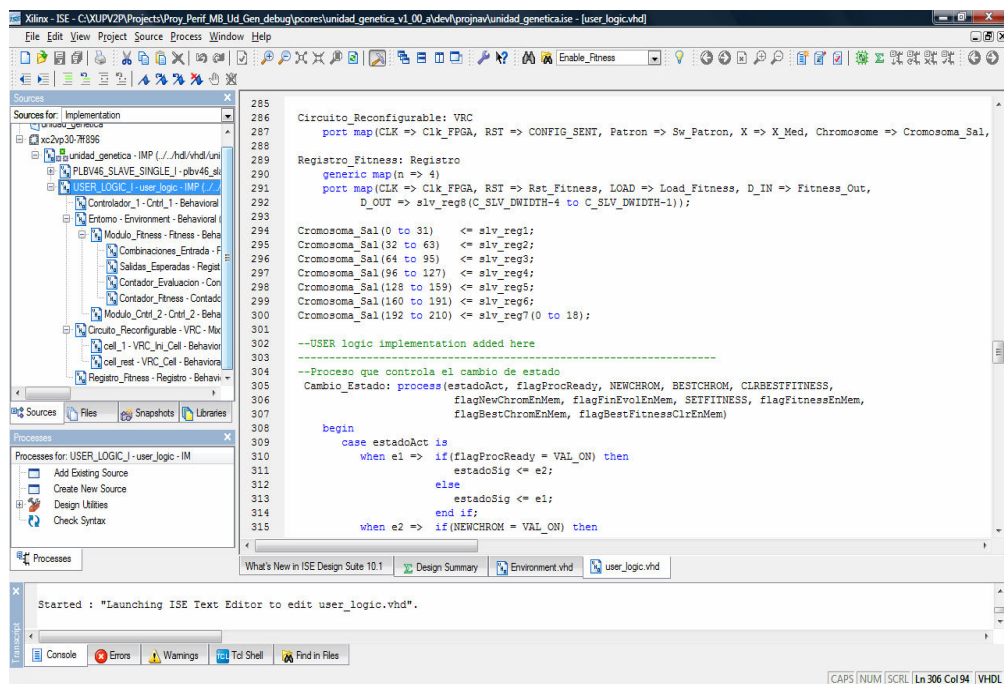 Xilinx - ISE - C:\XUPV2P\Projects\Proy_Perif_MB_Ud_Gen_debug\pcores\unidad_genetica_v1_00_a\devl\projnav\unidad_genetica.ise - [user_logic.vhd]
File Edit View Project Source Process Window Help
Enable_Fitness
Sources
Sources for: Implementation
unidad_genetica
xc2vp30-7ff896
unidad_genetica - IMP (../../hdl/vhdl/uni
PLBV46_SLAVE_SINGLE_I - plbv46_sla
USER_LOGIC_I - user_logic - IMP (../../
Controlador_1 - Cntrl_1 - Behavioral
Entorno - Environment - Behavioral (
Modulo_Fitness - Fitness - Beha
Combinaciones_Entrada - F
Salidas_Esperadas - Regist
Contador_Evaluacion - Con
Contador_Fitness - Contado
Modulo_Cntrl_2 - Cntrl_2 - Beha
Circuito_Reconfigurable - VRC - Mix
cell_1 - VRC_Ini_Cell - Behavior
cell_rest - VRC_Cell - Behaviora
Registro_Fitness - Registro - Behavi
Sources Files Snapshots Libraries
Processes
Processes for: USER_LOGIC_I - user_logic - IM
Add Existing Source
Create New Source
Design Utilities
Check Syntax
Processes
285
286 Circuito_Reconfigurable: VRC
287 port map(CLK => Clk_FPGA, RST => CONFIG_SENT, Patron => Sw_Patron, X => X_Med, Chromosome => Cromosoma_Sal,
288
289 Registro_Fitness: Registro
290 generic map(n => 4)
291 port map(CLK => Clk_FPGA, RST => Rst_Fitness, LOAD => Load_Fitness, D_IN => Fitness_Out,
292 D_OUT => slv_reg8(C_SLV_DWIDTH-4 to C_SLV_DWIDTH-1));
293
294 Cromosoma_Sal(0 to 31) <= slv_reg1;
295 Cromosoma_Sal(32 to 63) <= slv_reg2;
296 Cromosoma_Sal(64 to 95) <= slv_reg3;
297 Cromosoma_Sal(96 to 127) <= slv_reg4;
298 Cromosoma_Sal(128 to 159) <= slv_reg5;
299 Cromosoma_Sal(160 to 191) <= slv_reg6;
300 Cromosoma_Sal(192 to 210) <= slv_reg7(0 to 18);
301
302 --USER logic implementation added here
303 ----------------------------------------------------------------
304 --Proceso que controla el cambio de estado
305 Cambio_Estado: process(estadoAct, flagProcReady, NEWCHROM, BESTCHROM, CLRBESTFITNESS,
306 flagNewChromEnMem, flagFinEvolEnMem, SETFITNESS, flagFitnessEnMem,
307 flagBestChromEnMem, flagBestFitnessClrEnMem)
308 begin
309 case estadoAct is
310 when e1 => if(flagProcReady = VAL_ON) then
311 estadoSig <= e2;
312 else
313 estadoSig <= e1;
314 end if;
315 when e2 => if(NEWCHROM = VAL_ON) then
What's New in ISE Design Suite 10.1 Design Summary Environment.vhd user_logic.vhd
Started : "Launching ISE Text Editor to edit user_logic.vhd".
Transcript
Console Errors Warnings Tcl Shell Find in Files
CAPS NUM SCRL Ln 306 Col 94 VHDL